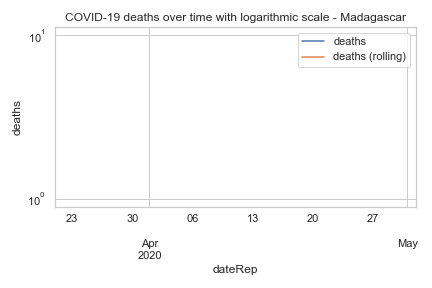 COVID-19 deaths over time with logarithmic scale - Madagascar
10¹
deaths
deaths (rolling)
deaths
10⁰
23 30 06 13 20 27
Apr May
2020
dateRep